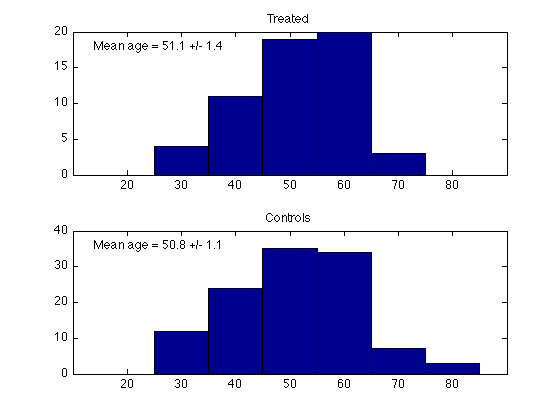 Treated
Mean age = 51.1 +/- 1.4
20
15
10
5
0
20 30 40 50 60 70 80
Controls
Mean age = 50.8 +/- 1.1
40
30
20
10
0
20 30 40 50 60 70 80